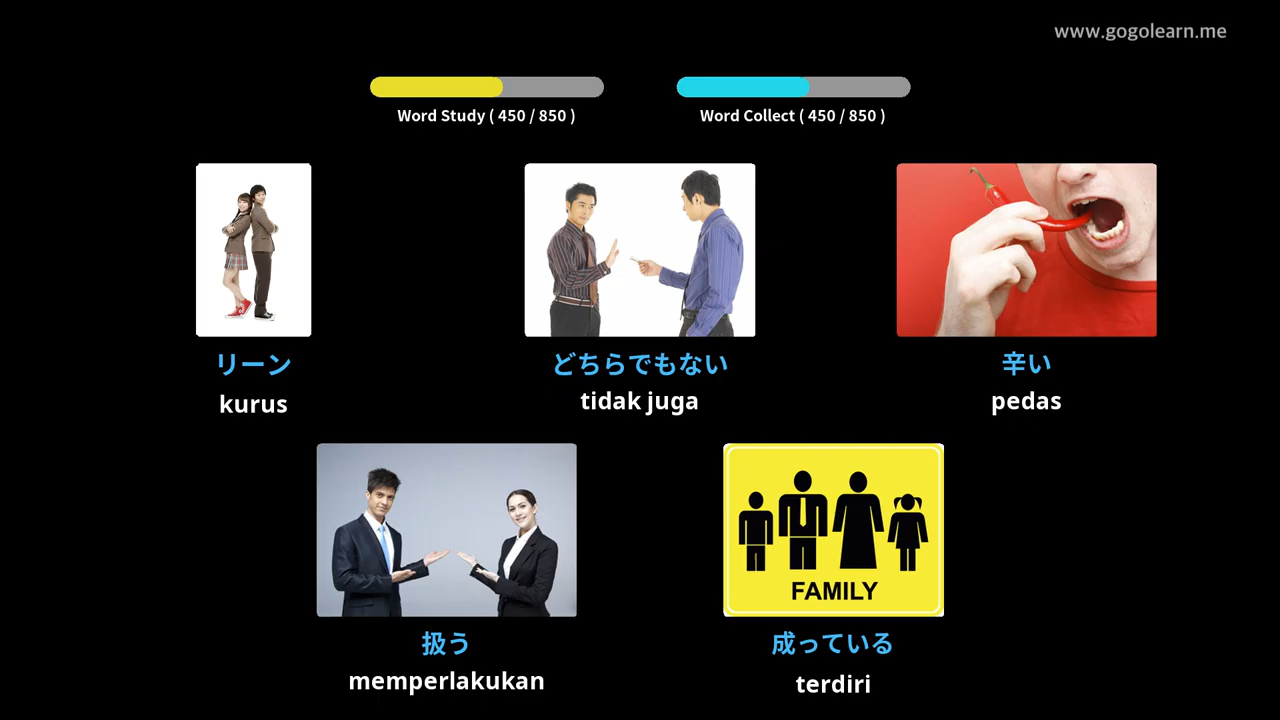 www.gogolearn.me
Word Study ( 450 / 850 )
Word Collect ( 450 / 850 )
リーン
kurus
どちらでもない
tidak juga
辛い
pedas
扱う
memperlakukan
FAMILY
成っている
terdiri